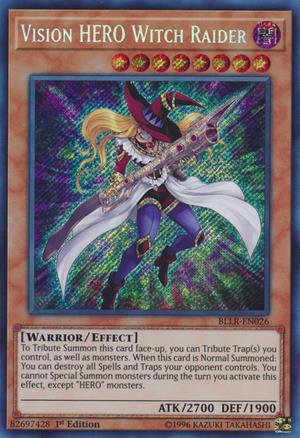 Vision HERO Witch Raider
BLLR-EN026
[Warrior/Effect]
To Tribute Summon this card face-up, you can Tribute Trap(s) you
control, as well as monsters. When this card is Normal Summoned:
You can destroy all Spells and Traps your opponent controls. You
cannot Special Summon monsters during the turn you activate this
effect, except "HERO" monsters.
ATK/2700 DEF/1900
82697428 1st Edition ©1996 KAZUKI TAKAHASHI